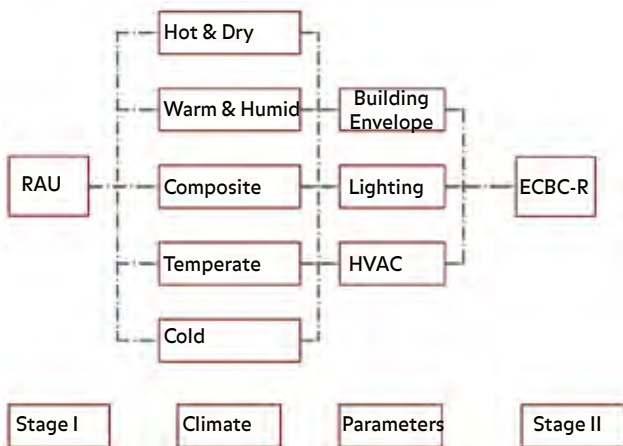 Hot & Dry
Warm & Humid
Building
Envelope
RAU
Composite
Lighting
ECBC-R
Temperate
HVAC
Cold
Stage I
Climate
Parameters
Stage II